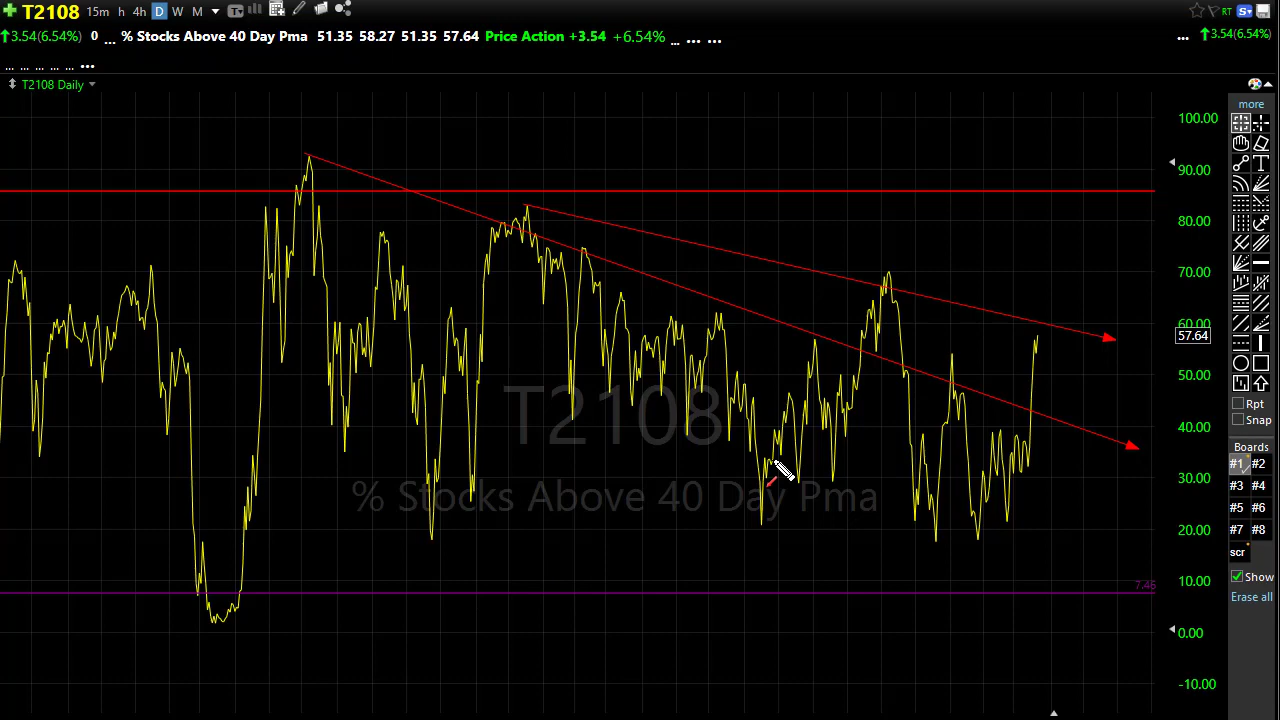 T2108 15m h 4h D W M T RT S
3.54(6.54%) 0 ... % Stocks Above 40 Day Pma 51.35 58.27 51.35 57.64 Price Action +3.54 +6.54% ... ... ... ... 3.54(6.54%)
... ... ... ... ...
T2108 Daily
more
100.00
90.00
80.00
70.00
60.00
57.64
50.00
40.00
30.00
20.00
10.00
0.00
-10.00
7.46
T2108
% Stocks Above 40 Day Pma
T
Rpt
Snap
Boards
#1 #2
#3 #4
#5 #6
#7 #8
scr
Show
Erase all